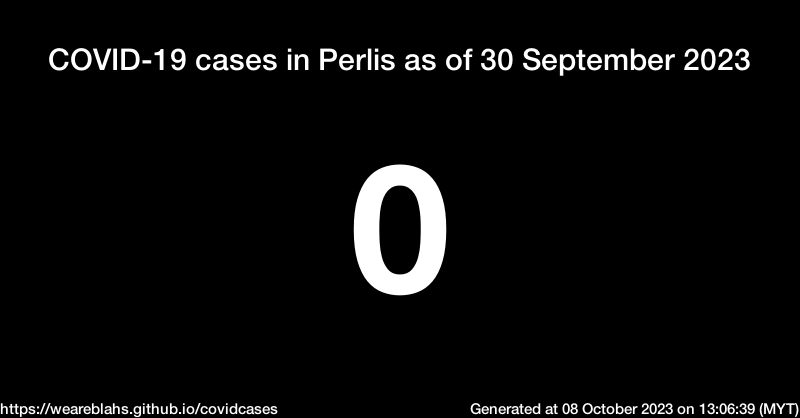 COVID-19 cases in Perlis as of 30 September 2023
0
https://weareblahs.github.io/covidcases
Generated at 08 October 2023 on 13:06:39 (MYT)